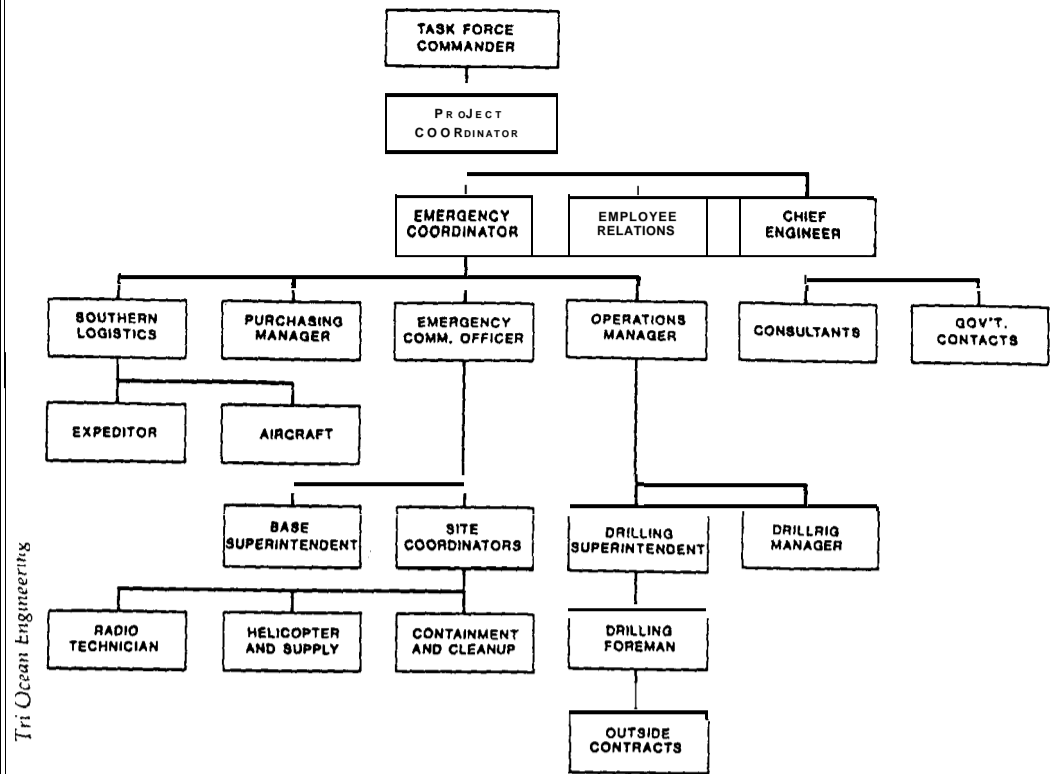 TASK FORCE
COMMANDER
PROJECT
COORDINATOR
EMERGENCY
COORDINATOR
EMPLOYEE
RELATIONS
CHIEF
ENGINEER
SOUTHERN
LOGISTICS
PURCHASING
MANAGER
EMERGENCY
COMM. OFFICER
OPERATIONS
MANAGER
CONSULTANTS
GOV'T.
CONTACTS
EXPEDITOR
AIRCRAFT
BASE
SUPERINTENDENT
SITE
COORDINATORS
DRILLING
SUPERINTENDENT
DRILLRIG
MANAGER
RADIO
TECHNICIAN
HELICOPTER
AND SUPPLY
CONTAINMENT
AND CLEANUP
DRILLING
FOREMAN
OUTSIDE
CONTRACTS
Tri Ocean Engineering